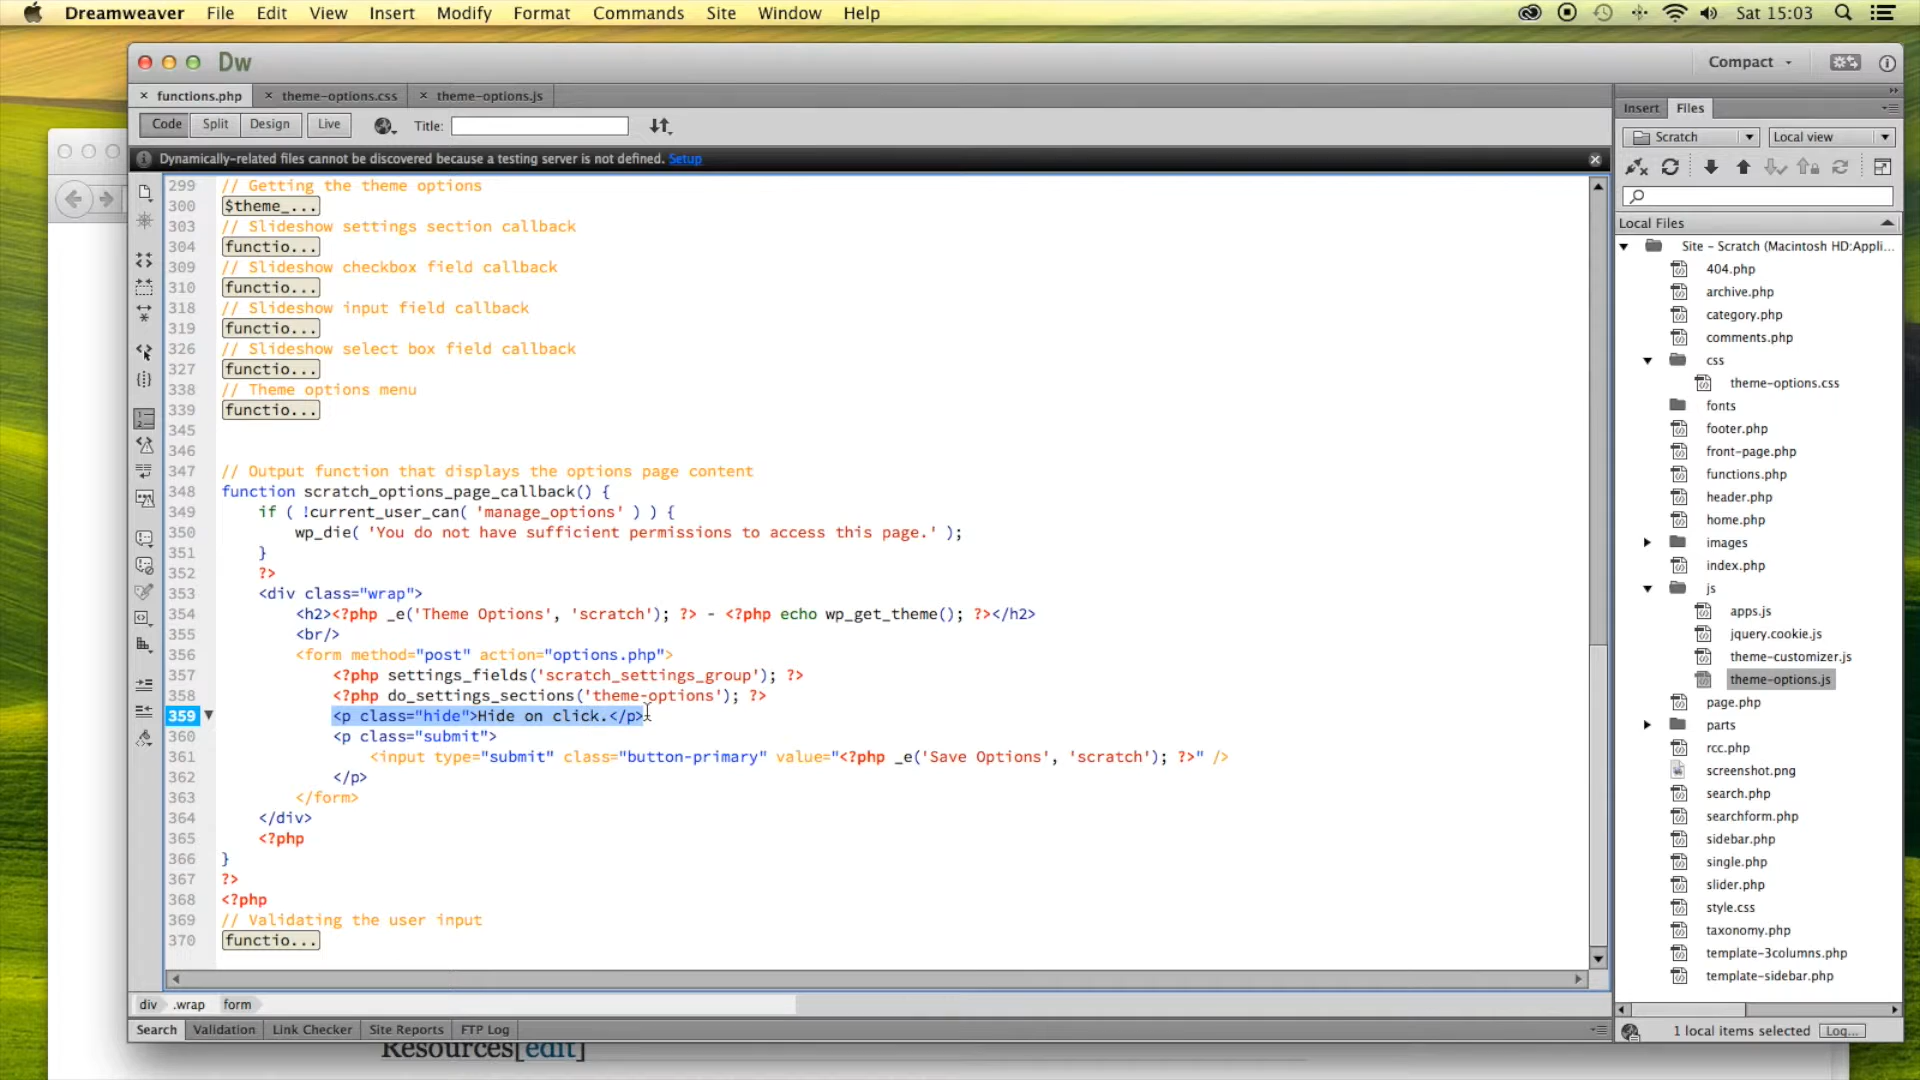 Dreamweaver File Edit View Insert Modify Format Commands Site Window Help Sat 15:03
Dw Compact
functions.php theme-options.css theme-options.js
Insert Files
Code Split Design Live Title:
Scratch Local view
Dynamically-related files cannot be discovered because a testing server is not defined. Setup
299 // Getting the theme options
300 $theme_...
303 // Slideshow settings section callback
304 functio...
309 // Slideshow checkbox field callback
310 functio...
318 // Slideshow input field callback
319 functio...
326 // Slideshow select box field callback
327 functio...
338 // Theme options menu
339 functio...
345
346
347 // Output function that displays the options page content
348 function scratch_options_page_callback() {
349 if ( !current_user_can( 'manage_options' ) ) {
350 wp_die( 'You do not have sufficient permissions to access this page.' );
351 }
352 ?>
353 <div class="wrap">
354 <h2><?php _e('Theme Options', 'scratch'); ?> - <?php echo wp_get_theme(); ?></h2>
355 <br/>
356 <form method="post" action="options.php">
357 <?php settings_fields('scratch_settings_group'); ?>
358 <?php do_settings_sections('theme-options'); ?>
359 <p class="hide">Hide on click.</p>
360 <p class="submit">
361 <input type="submit" class="button-primary" value="<?php _e('Save Options', 'scratch'); ?>" />
362 </p>
363 </form>
364 </div>
365 <?php
366 }
367 ?>
368 <?php
369 // Validating the user input
370 functio...
Local Files
Site - Scratch (Macintosh HD:Appli...
404.php
archive.php
category.php
comments.php
css
theme-options.css
fonts
footer.php
front-page.php
functions.php
header.php
home.php
images
index.php
js
apps.js
jquery.cookie.js
theme-customizer.js
theme-options.js
page.php
parts
rcc.php
screenshot.png
search.php
searchform.php
sidebar.php
single.php
slider.php
style.css
taxonomy.php
template-3columns.php
template-sidebar.php
div .wrap form
Search Validation Link Checker Site Reports FTP Log
1 local items selected Log...
Resources[edit]